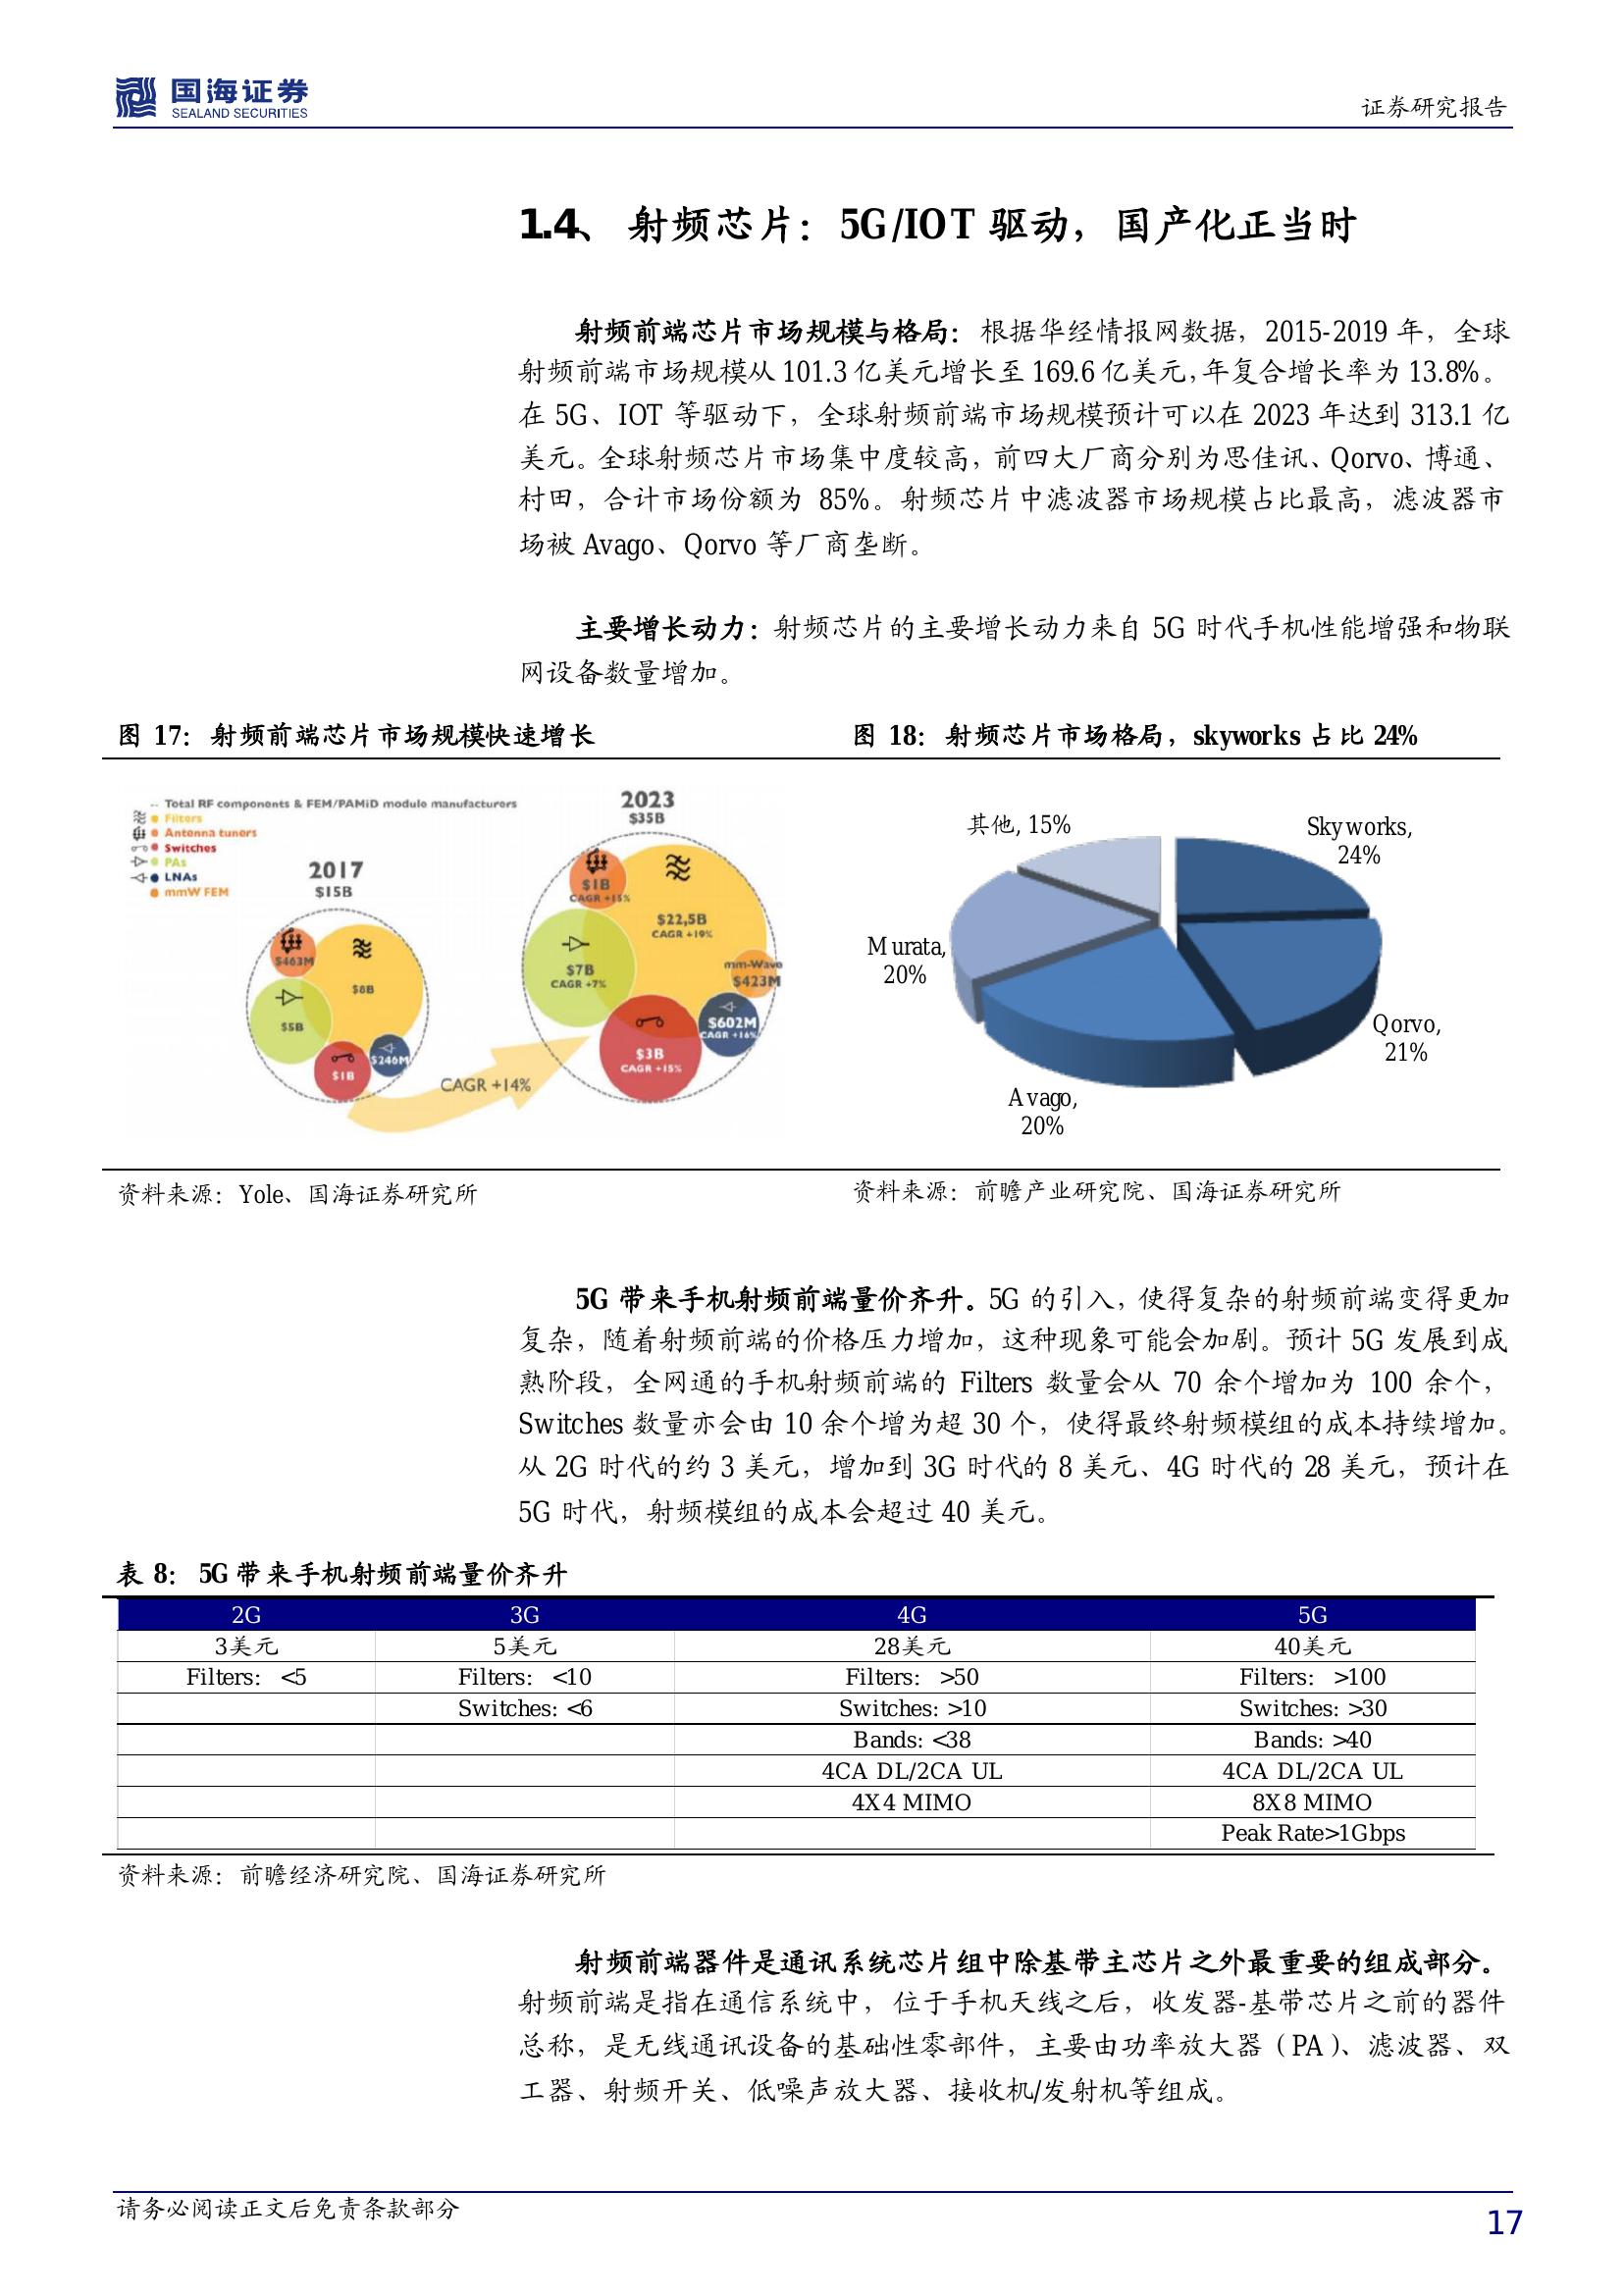 国海证券
SEALAND SECURITIES
证券研究报告
1.4、 射频芯片：5G/IOT 驱动，国产化正当时
射频前端芯片市场规模与格局：根据华经情报网数据，2015-2019 年，全球
射频前端市场规模从 101.3 亿美元增长至 169.6 亿美元，年复合增长率为 13.8%。
在 5G、IOT 等驱动下，全球射频前端市场规模预计可以在 2023 年达到 313.1 亿
美元。全球射频芯片市场集中度较高，前四大厂商分别为思佳讯、Qorvo、博通、
村田，合计市场份额为 85%。射频芯片中滤波器市场规模占比最高，滤波器市
场被 Avago、Qorvo 等厂商垄断。
主要增长动力：射频芯片的主要增长动力来自 5G 时代手机性能增强和物联
网设备数量增加。
图 17：射频前端芯片市场规模快速增长
Total RF components & FEM/PAMiD module manufacturers
Filters
Antenna tuners
Switches
PAs
LNAs
mmW FEM
2017
$15B
$463M
$8B
$5B
$1B
$246M
CAGR +14%
2023
$35B
$1B
CAGR +15%
$22,5B
CAGR +19%
$7B
CAGR +7%
mm-Wave
$423M
$602M
CAGR +16%
$3B
CAGR +15%
资料来源：Yole、国海证券研究所
图 18：射频芯片市场格局，skyworks 占比 24%
其他, 15%
Skyworks,
24%
Murata,
20%
Qorvo,
21%
Avago,
20%
资料来源：前瞻产业研究院、国海证券研究所
5G 带来手机射频前端量价齐升。5G 的引入，使得复杂的射频前端变得更加
复杂，随着射频前端的价格压力增加，这种现象可能会加剧。预计 5G 发展到成
熟阶段，全网通的手机射频前端的 Filters 数量会从 70 余个增加为 100 余个，
Switches 数量亦会由 10 余个增为超 30 个，使得最终射频模组的成本持续增加。
从 2G 时代的约 3 美元，增加到 3G 时代的 8 美元、4G 时代的 28 美元，预计在
5G 时代，射频模组的成本会超过 40 美元。
表 8： 5G 带来手机射频前端量价齐升
2G 3G 4G 5G
3美元 5美元 28美元 40美元
Filters: <5 Filters: <10 Filters: >50 Filters: >100
Switches: <6 Switches: >10 Switches: >30
Bands: <38 Bands: >40
4CA DL/2CA UL 4CA DL/2CA UL
4X4 MIMO 8X8 MIMO
Peak Rate>1Gbps
资料来源：前瞻经济研究院、国海证券研究所
射频前端器件是通讯系统芯片组中除基带主芯片之外最重要的组成部分。
射频前端是指在通信系统中，位于手机天线之后，收发器-基带芯片之前的器件
总称，是无线通讯设备的基础性零部件，主要由功率放大器（PA）、滤波器、双
工器、射频开关、低噪声放大器、接收机/发射机等组成。
请务必阅读正文后免责条款部分
17